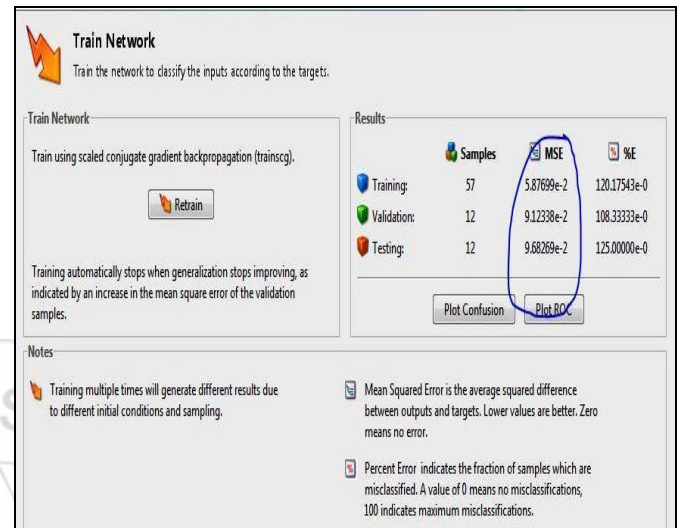 Train Network
Train the network to classify the inputs according to the targets.
Train Network
Train using scaled conjugate gradient backpropagation (trainscg).
Retrain
Training automatically stops when generalization stops improving, as
indicated by an increase in the mean square error of the validation
samples.
Results
Samples MSE %E
Training: 57 5.87699e-2 120.17543e-0
Validation: 12 9.12338e-2 108.33333e-0
Testing: 12 9.68269e-2 125.00000e-0
Plot Confusion Plot ROC
Notes
Training multiple times will generate different results due
to different initial conditions and sampling.
Mean Squared Error is the average squared difference
between outputs and targets. Lower values are better. Zero
means no error.
Percent Error indicates the fraction of samples which are
misclassified. A value of 0 means no misclassifications,
100 indicates maximum misclassifications.